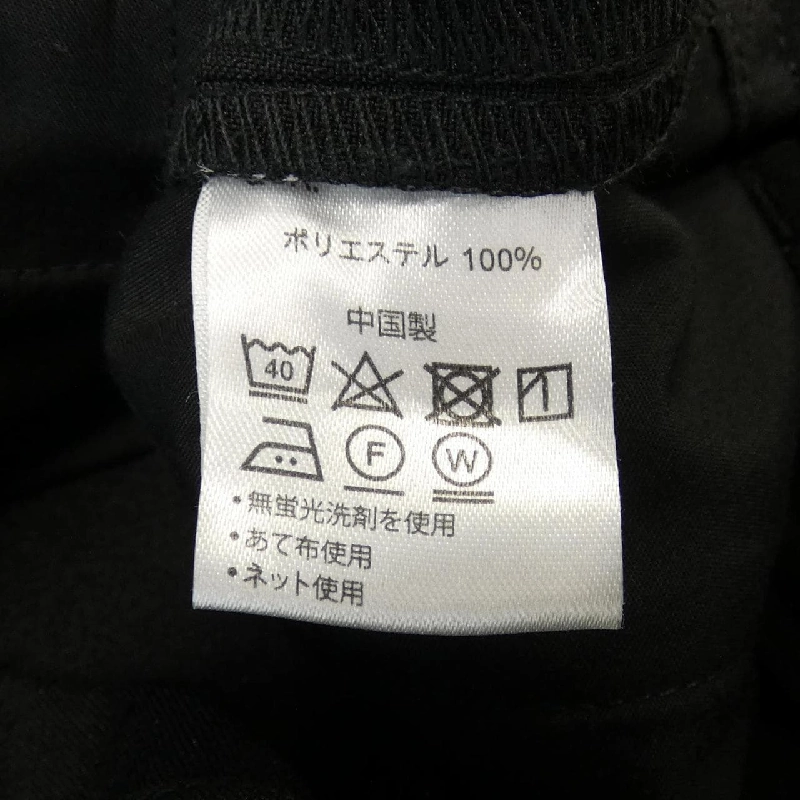 ポリエステル 100%
中国製
40
F W
・無蛍光洗剤を使用
・あて布使用
・ネット使用